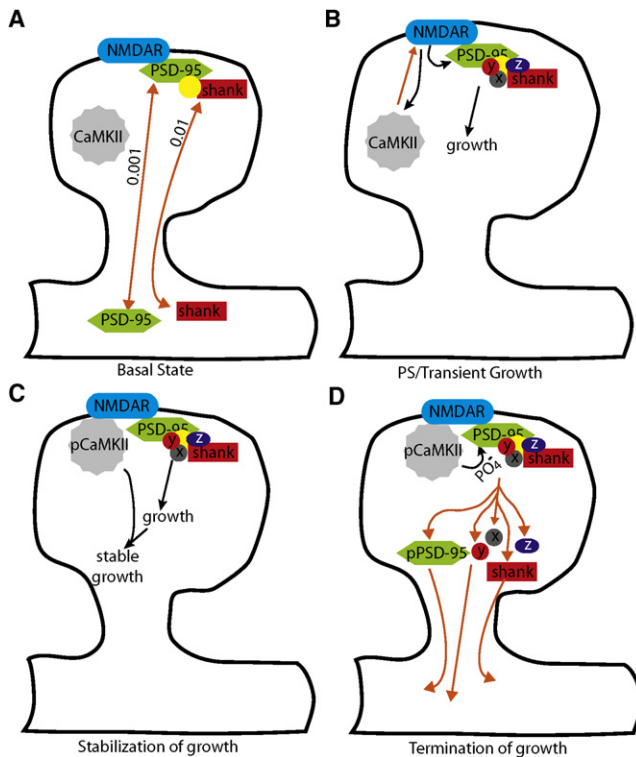 A
NMDAR
PSD-95
shank
CaMKII
0.001
0.01
PSD-95
shank
Basal State
B
NMDAR
PSD-95
y
z
x
shank
CaMKII
growth
PS/Transient Growth
C
NMDAR
pCaMKII
PSD-95
y
z
x
shank
growth
stable
growth
Stabilization of growth
D
NMDAR
pCaMKII
PSD-95
y
z
x
shank
PO4-
x
pPSD-95
y
z
shank
Termination of growth